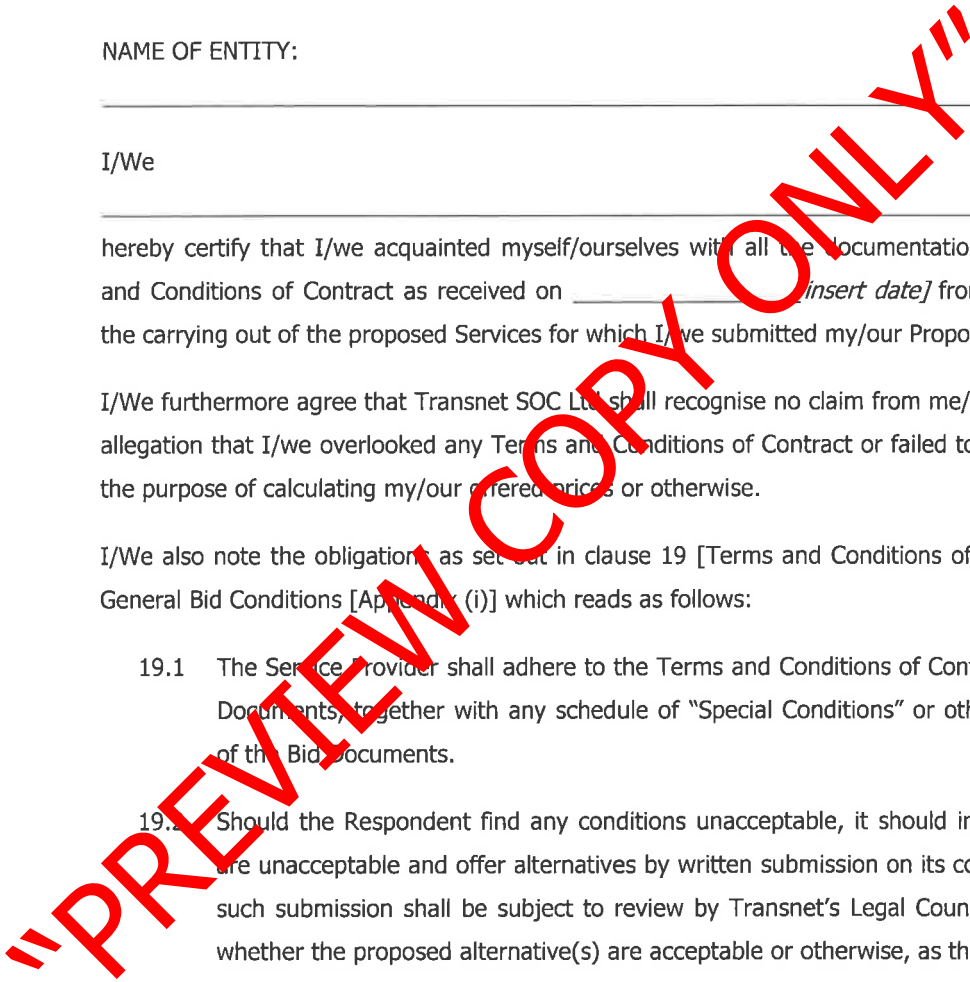 NAME OF ENTITY:
I/We
hereby certify that I/we acquainted myself/ourselves with all the documentatio
and Conditions of Contract as received on ____________________ [insert date] fro
the carrying out of the proposed Services for which I/we submitted my/our Propo
I/We furthermore agree that Transnet SOC Ltd shall recognise no claim from me/
allegation that I/we overlooked any Terms and Conditions of Contract or failed to
the purpose of calculating my/our offered prices or otherwise.
I/We also note the obligations as set out in clause 19 [Terms and Conditions of
General Bid Conditions [Appendix (i)] which reads as follows:
19.1 The Service Provider shall adhere to the Terms and Conditions of Con
Documents, together with any schedule of “Special Conditions” or oth
of the Bid Documents.
19.2 Should the Respondent find any conditions unacceptable, it should in
are unacceptable and offer alternatives by written submission on its co
such submission shall be subject to review by Transnet’s Legal Coun
whether the proposed alternative(s) are acceptable or otherwise, as th
“PREVIEW COPY ONLY”